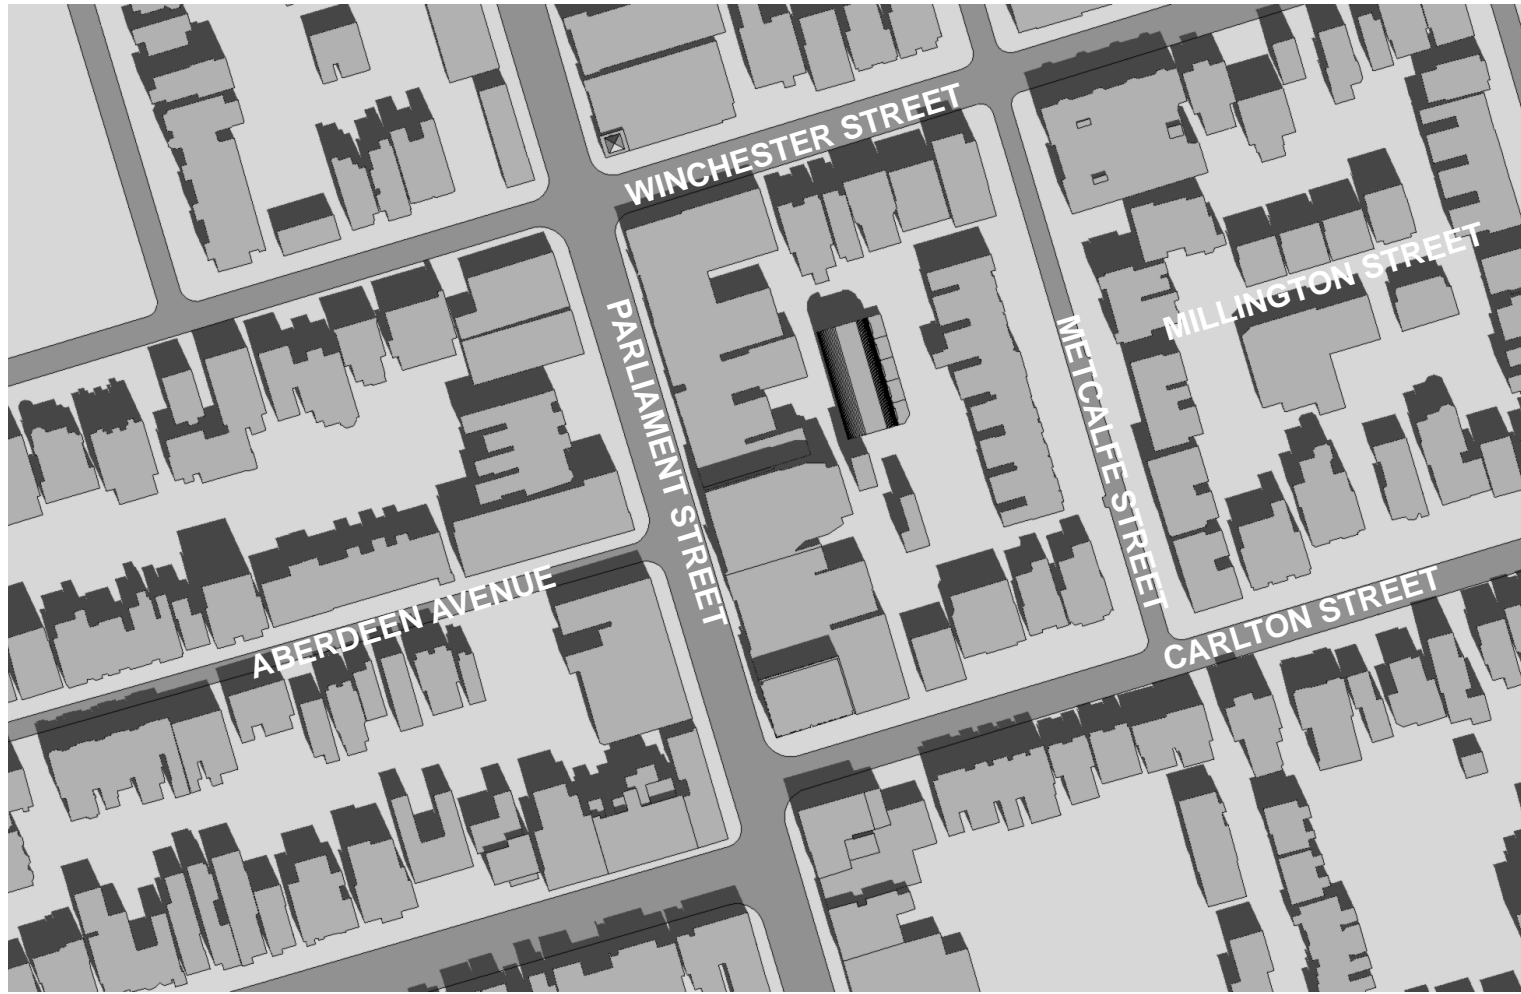 WINCHESTER STREET
MILLINGTON STREET
PARLIAMENT STREET
METCALFE STREET
ABERDEEN AVENUE
CARLTON STREET